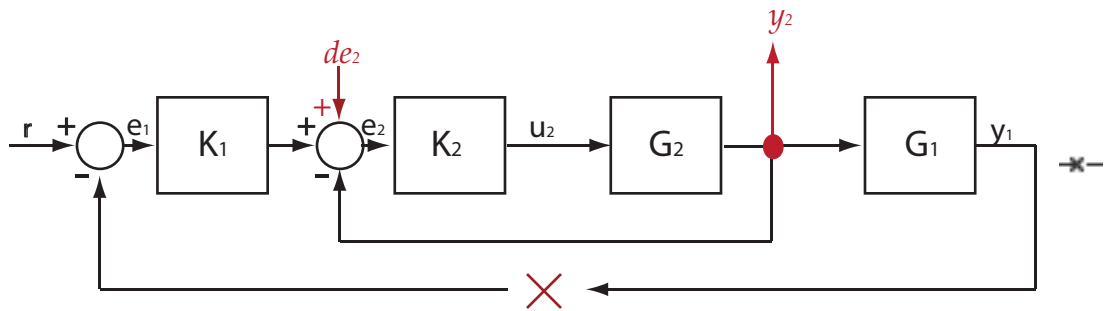 y₂
de₂
+
r
+
e₁
K₁
+
e₂
K₂
u₂
G₂
G₁
y₁
-
-